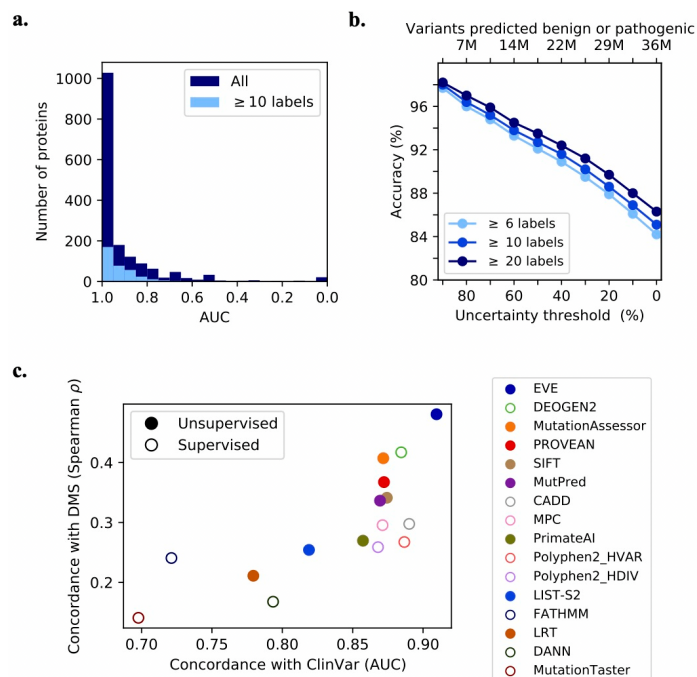 a.
1000
800
600
400
200
0
Number of proteins
All
≥ 10 labels
1.0 0.8 0.6 0.4 0.2 0.0
AUC
b.
Variants predicted benign or pathogenic
7M 14M 22M 29M 36M
96
92
88
84
80
Accuracy (%)
≥ 6 labels
≥ 10 labels
≥ 20 labels
80 60 40 20 0
Uncertainty threshold (%)
c.
Concordance with DMS (Spearman ρ)
0.4
0.3
0.2
Unsupervised
Supervised
0.70 0.75 0.80 0.85 0.90
Concordance with ClinVar (AUC)
EVE
DEOGEN2
MutationAssessor
PROVEAN
SIFT
MutPred
CADD
MPC
PrimateAI
Polyphen2_HVAR
Polyphen2_HDIV
LIST-S2
FATHMM
LRT
DANN
MutationTaster